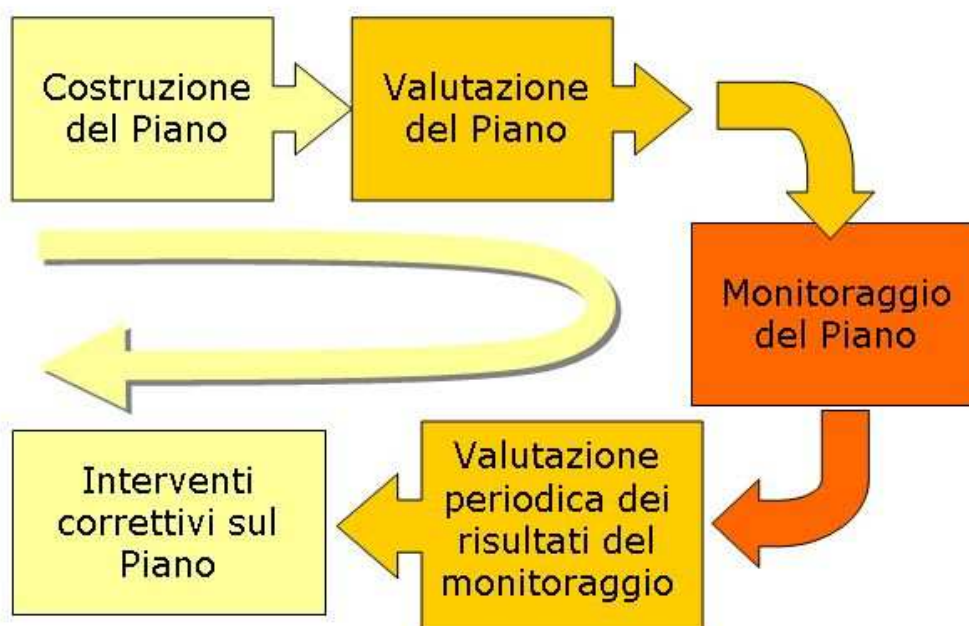 Costruzione
del Piano
Valutazione
del Piano
Monitoraggio
del Piano
Valutazione
periodica dei
risultati del
monitoraggio
Interventi
correttivi sul
Piano